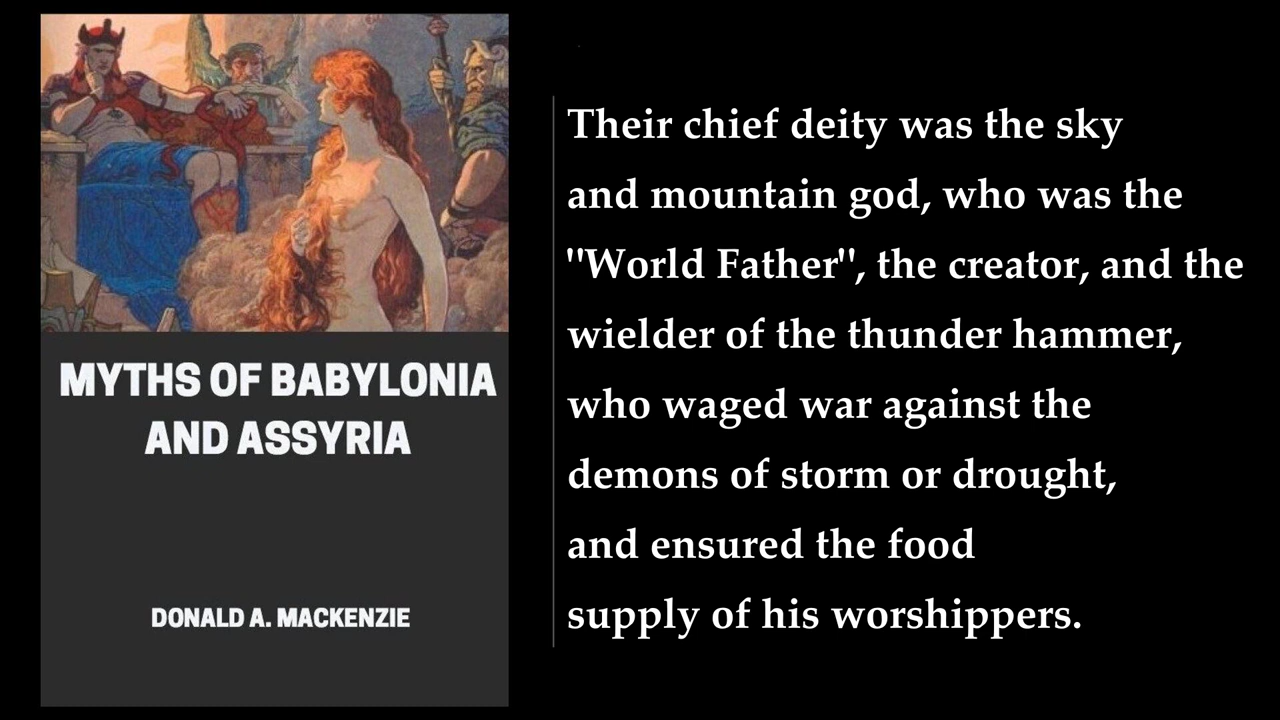 MYTHS OF BABYLONIA
AND ASSYRIA
DONALD A. MACKENZIE
Their chief deity was the sky
and mountain god, who was the
"World Father", the creator, and the
wielder of the thunder hammer,
who waged war against the
demons of storm or drought,
and ensured the food
supply of his worshippers.